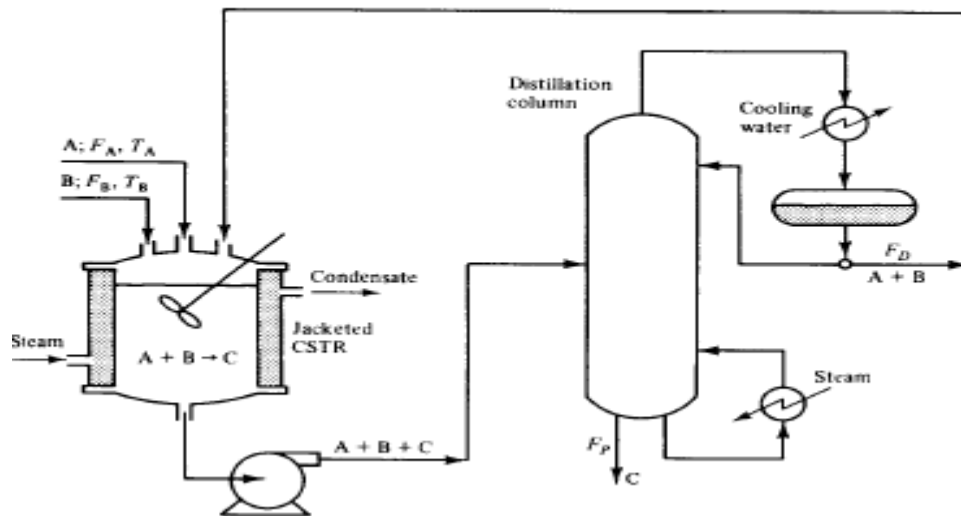 Distillation
column
Cooling
water
A; F_A, T_A
B; F_B, T_B
Condensate
Steam
Jacketed
CSTR
A + B → C
F_D
A + B
Steam
A + B + C
F_P
C